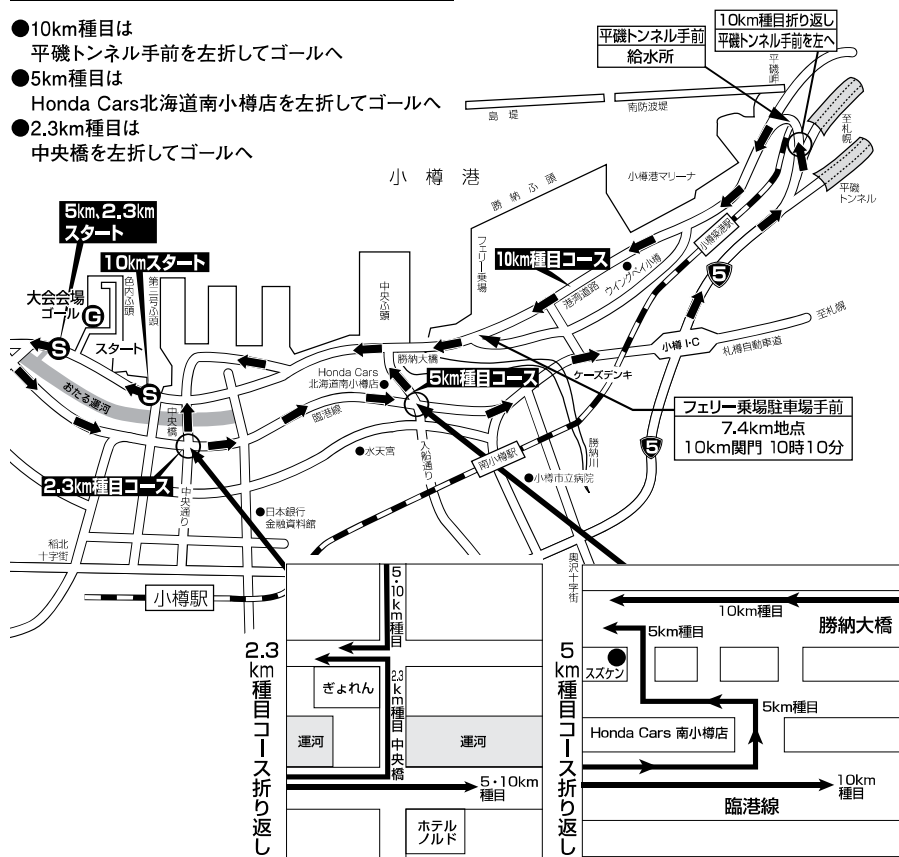 ●10km種目は
平磯トンネル手前を左折してゴールへ
●5km種目は
Honda Cars北海道南小樽店を左折してゴールへ
●2.3km種目は
中央橋を左折してゴールへ
平磯トンネル手前
給水所
10km種目折り返し
平磯トンネル手前を左へ
平磯岬
島堤
南防波堤
至札幌
平磯
トンネル
小樽港
小樽港マリーナ
勝納ふ頭
フェリー乗場
小樽築港駅
5km、2.3km
スタート
10kmスタート
色内ふ頭
第三号ふ頭
中央ふ頭
10km種目コース
港湾道路
ウイングベイ小樽
5
大会会場
ゴール
G
S
スタート
S
おたる運河
中央橋
勝納大橋
Honda Cars
北海道南小樽店
5km種目コース
臨港線
ケーズデンキ
小樽 I・C
札樽自動車道
至札幌
フェリー乗場駐車場手前
7.4km地点
10km関門 10時10分
5
水天宮
入船通り
南小樽駅
勝納川
小樽市立病院
2.3km種目コース
中央通り
日本銀行
金融資料館
稲北
十字街
小樽駅
奥沢十字街
2.3km種目コース折り返し
5・10km種目
2.3km種目
中央橋
ぎょれん
運河
運河
5・10km
種目
ホテル
ノルド
5km種目コース折り返し
10km種目
勝納大橋
5km種目
スズケン
5km種目
Honda Cars 南小樽店
10km
種目
臨港線